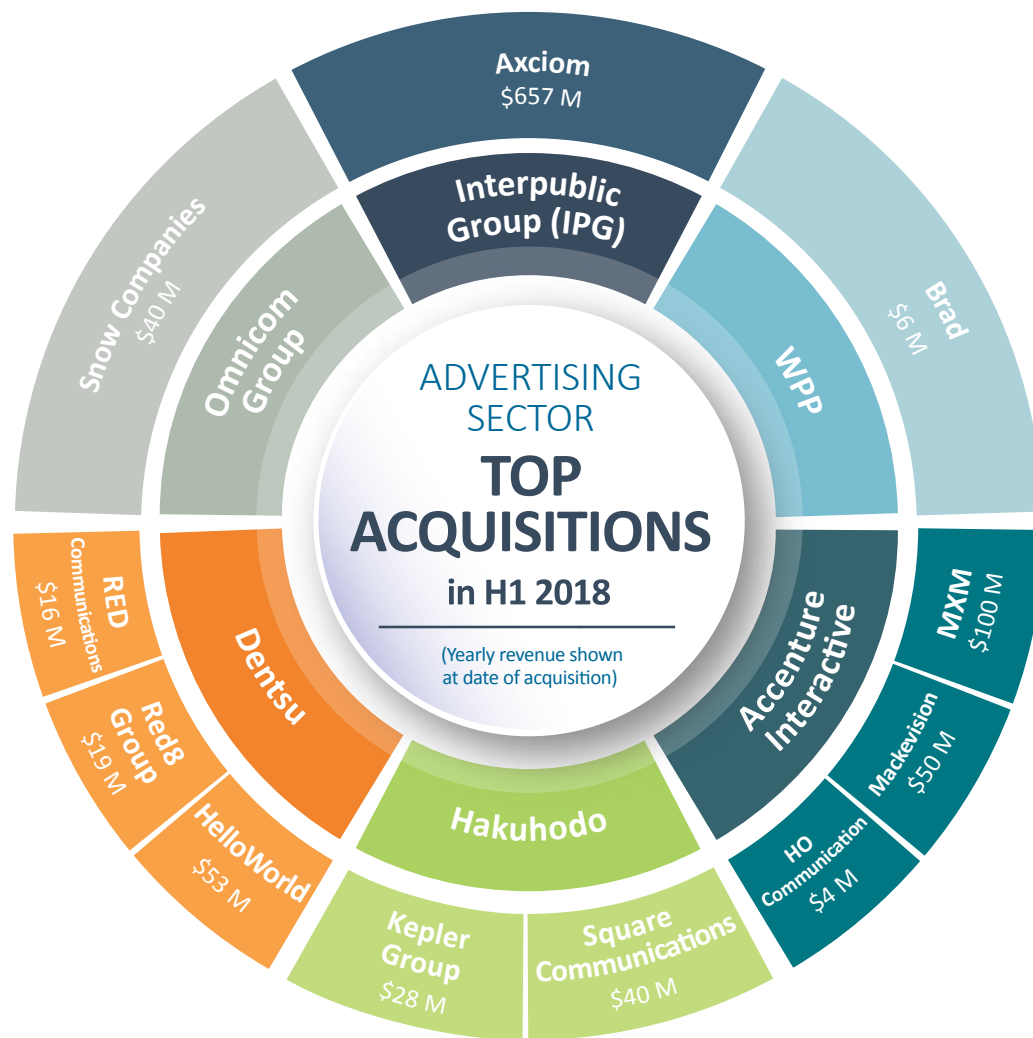 ADVERTISING
SECTOR
TOP
ACQUISITIONS
in H1 2018
(Yearly revenue shown
at date of acquisition)
Interpublic
Group (IPG)
Axciom
$657 M
WPP
Brad
$6 M
Accenture
Interactive
MXM
$100 M
Mackevision
$50 M
HO
Communication
$4 M
Hakuhodo
Square
Communications
$40 M
Kepler
Group
$28 M
Dentsu
HelloWorld
$53 M
Red8
Group
$19 M
RED
Communications
$16 M
Omnicom
Group
Snow Companies
$40 M